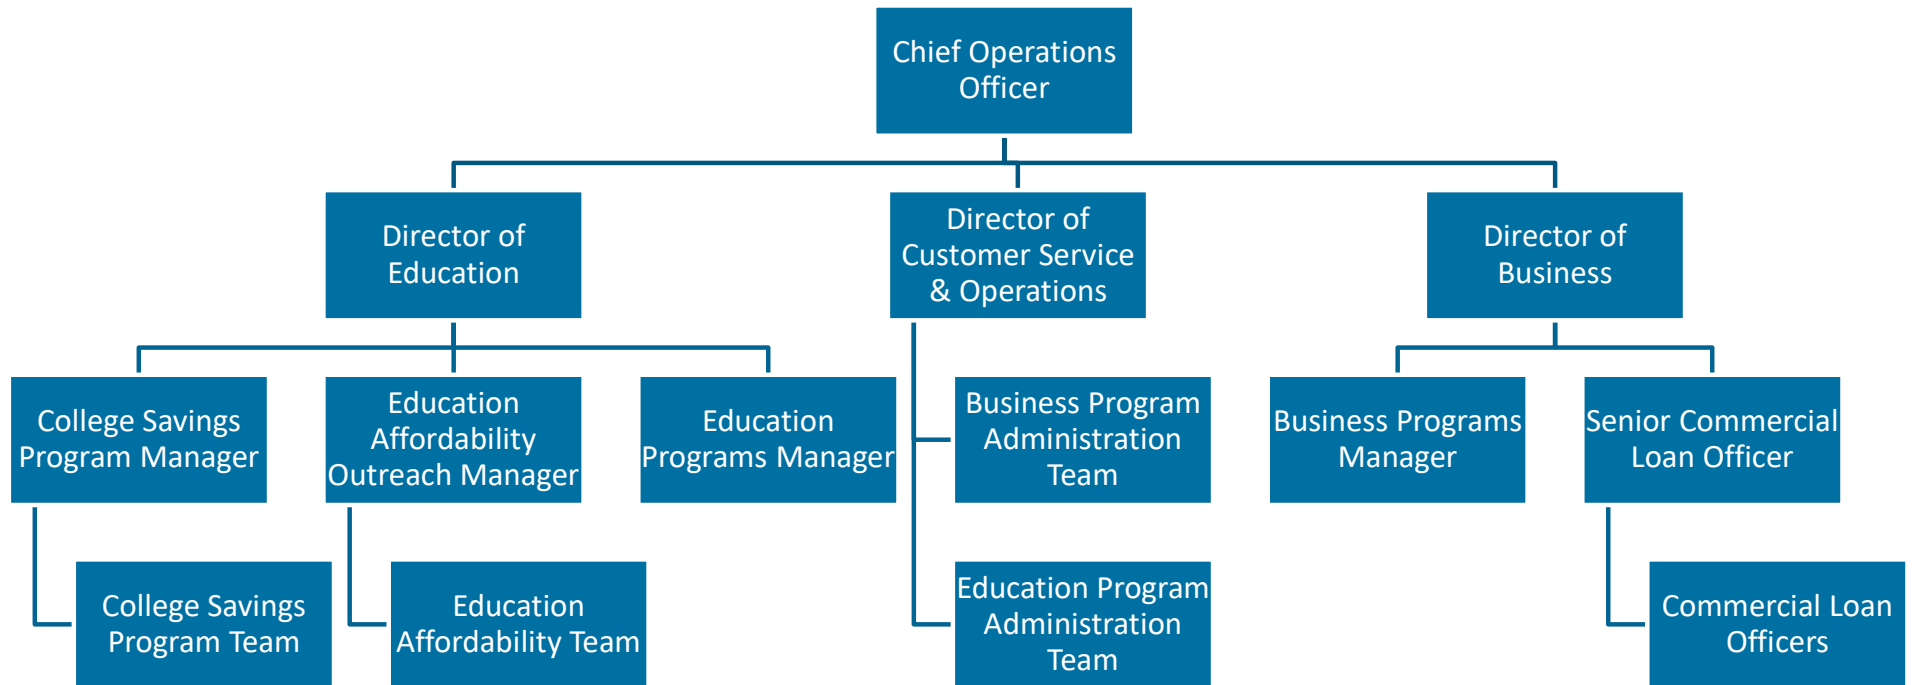 Chief Operations
Officer
Director of
Education
Director of
Customer Service
& Operations
Director of
Business
College Savings
Program Manager
Education
Affordability
Outreach Manager
Education
Programs Manager
Business Program
Administration
Team
Business Programs
Manager
Senior Commercial
Loan Officer
College Savings
Program Team
Education
Affordability Team
Education Program
Administration
Team
Commercial Loan
Officers